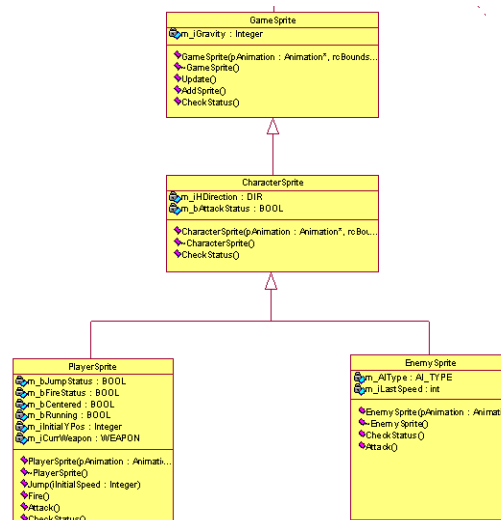 GameSprite
m_iGravity : Integer
GameSprite(pAnimation : Animation*, rcBounds...
~GameSprite()
Update()
AddSprite()
CheckStatus()
CharacterSprite
m_iHDirection : DIR
m_bAttackStatus : BOOL
CharacterSprite(pAnimation : Animation*, rcBou...
~CharacterSprite()
CheckStatus()
PlayerSprite
m_bJumpStatus : BOOL
m_bFireStatus : BOOL
m_bCentered : BOOL
m_bRunning : BOOL
m_iInitialYPos : Integer
m_iCurrWeapon : WEAPON
PlayerSprite(pAnimation : Animati...
~PlayerSprite()
Jump(iInitialSpeed : Integer)
Fire()
Attack()
CheckStatus()
EnemySprite
m_AIType : AI_TYPE
m_iLastSpeed : int
EnemySprite(pAnimation : Animati
~EnemySprite()
CheckStatus()
Attack()